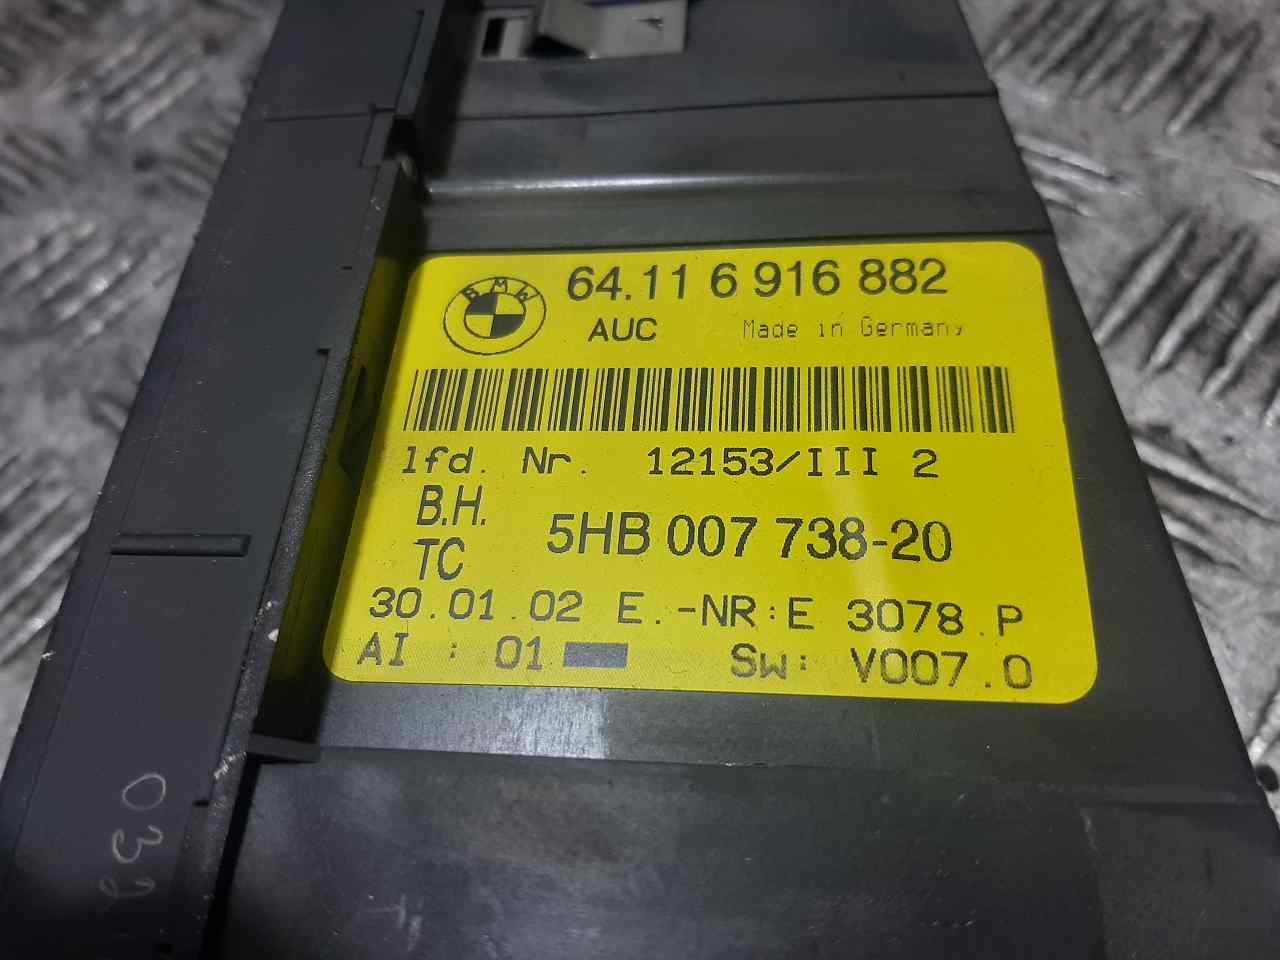 BMW
64.11 6 916 882
AUC Made in Germany
lfd. Nr. 12153/III 2
B.H.
TC 5HB 007 738-20
30.01.02 E.-NR:E 3078.P
AI : 01 Sw: V007.0